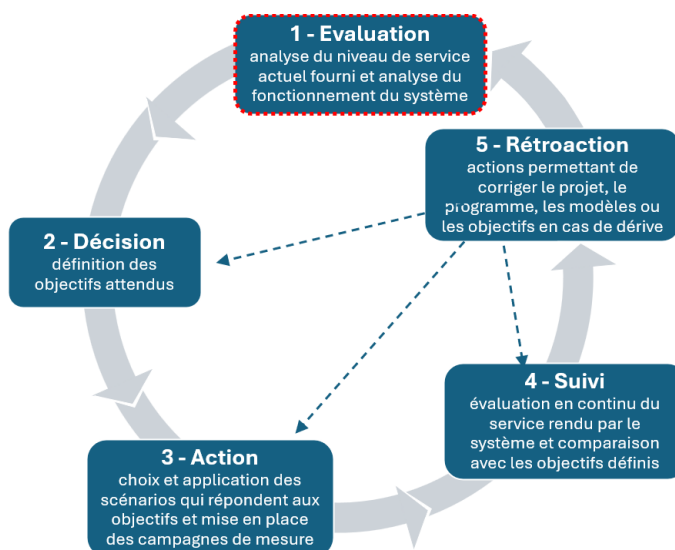 1 - Evaluation
analyse du niveau de service
actuel fourni et analyse du
fonctionnement du système
5 - Rétroaction
actions permettant de
corriger le projet, le
programme, les modèles ou
les objectifs en cas de dérive
2 - Décision
définition des
objectifs attendus
4 - Suivi
évaluation en continu du
service rendu par le
système et comparaison
avec les objectifs définis
3 - Action
choix et application des
scénarios qui répondent aux
objectifs et mise en place
des campagnes de mesure